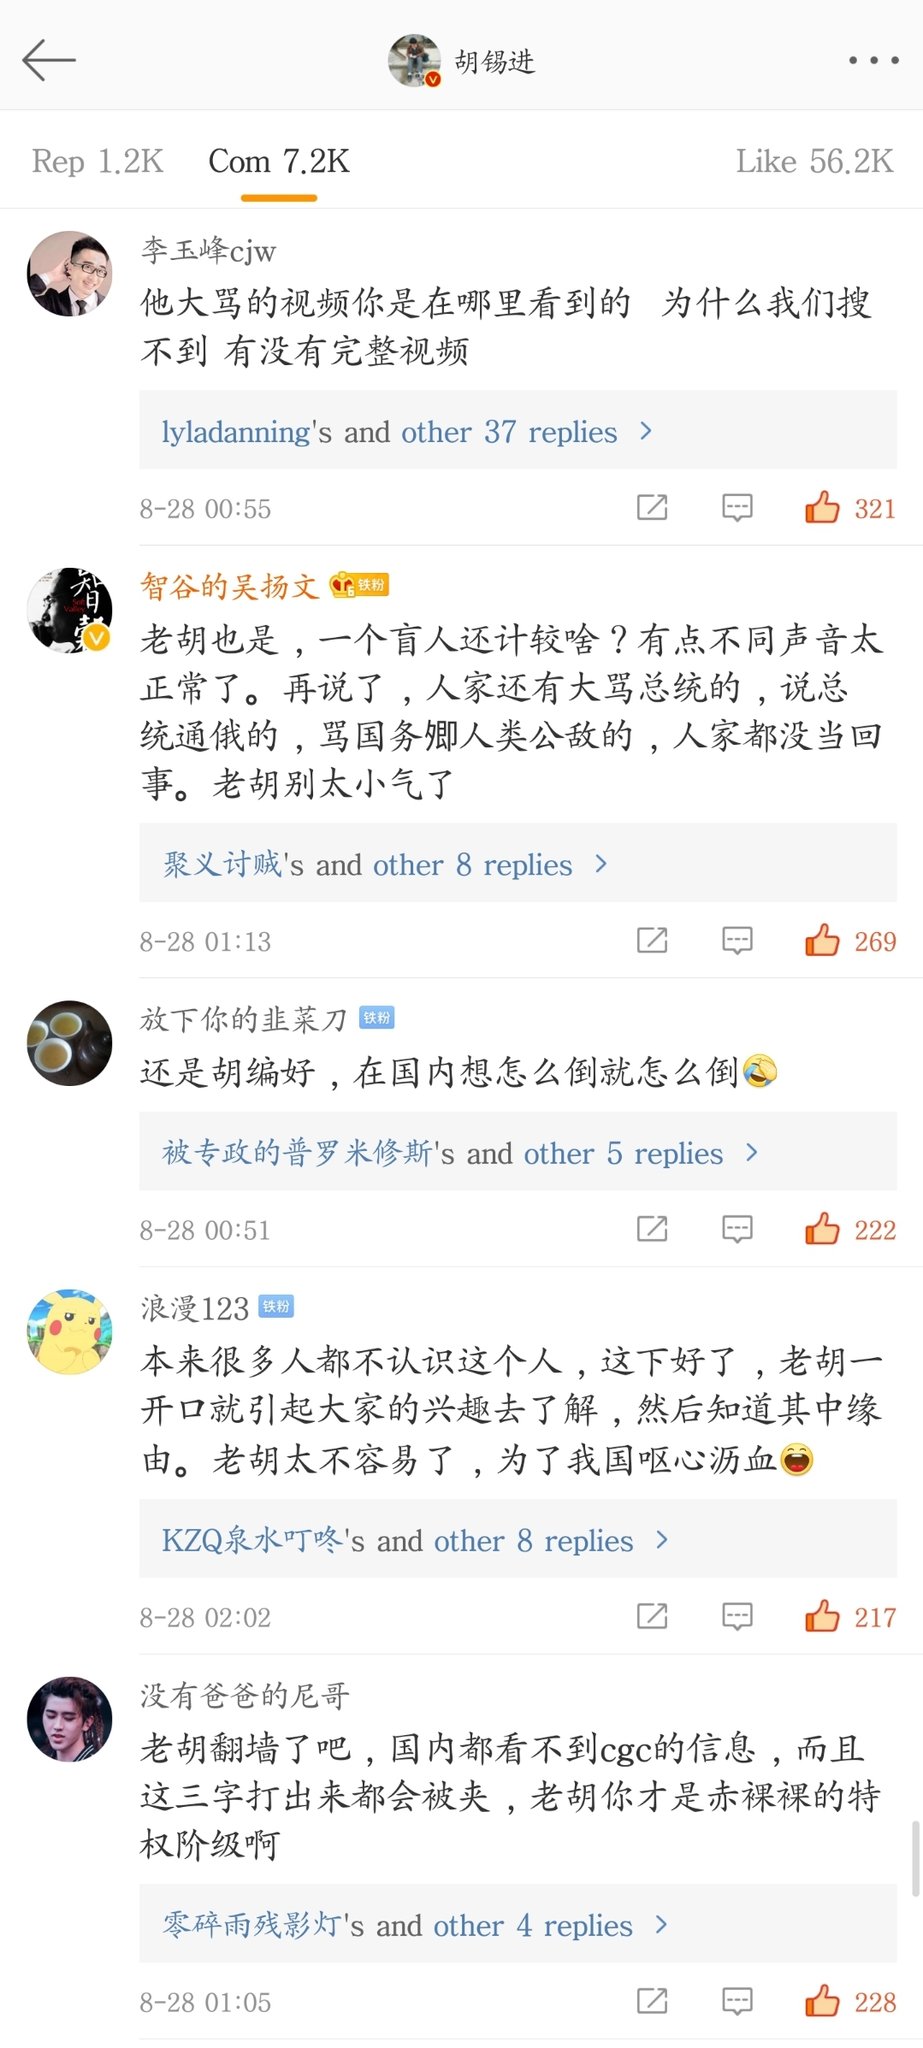 胡锡进
Rep 1.2K Com 7.2K Like 56.2K
李玉峰cjw
他大骂的视频你是在哪里看到的 为什么我们搜
不到 有没有完整视频
lyladanning's and other 37 replies
8-28 00:55 321
智谷的吴扬文 铁粉
老胡也是，一个盲人还计较啥？有点不同声音太
正常了。再说了，人家还有大骂总统的，说总
统通俄的，骂国务卿人类公敌的，人家都没当回
事。老胡别太小气了
聚义讨贼's and other 8 replies
8-28 01:13 269
放下你的韭菜刀 铁粉
还是胡编好，在国内想怎么倒就怎么倒🤣
被专政的普罗米修斯's and other 5 replies
8-28 00:51 222
浪漫123 铁粉
本来很多人都不认识这个人，这下好了，老胡一
开口就引起大家的兴趣去了解，然后知道其中缘
由。老胡太不容易了，为了我国呕心沥血😄
KZQ泉水叮咚's and other 8 replies
8-28 02:02 217
没有爸爸的尼哥
老胡翻墙了吧，国内都看不到cgc的信息，而且
这三字打出来都会被夹，老胡你才是赤裸裸的特
权阶级啊
零碎雨残影灯's and other 4 replies
8-28 01:05 228